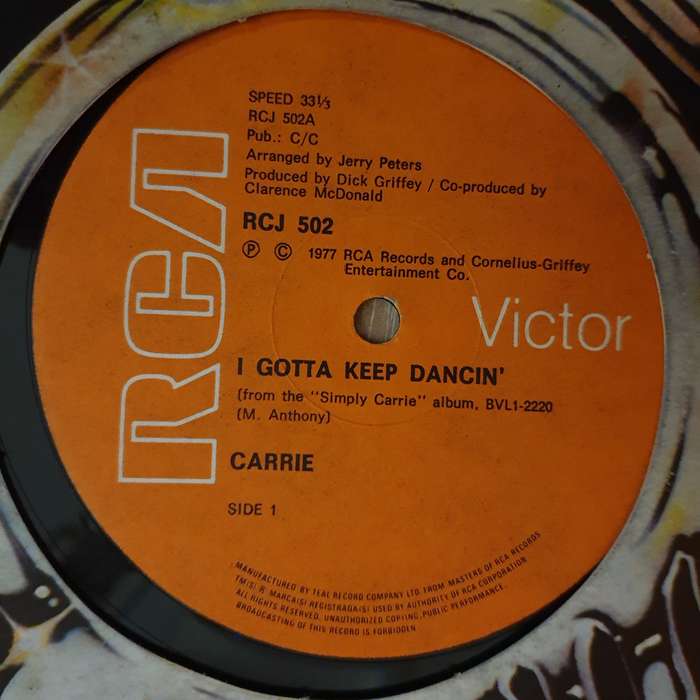 SPEED 33⅓
RCJ 502A
Pub.: C/C
Arranged by Jerry Peters
Produced by Dick Griffey / Co-produced by
Clarence McDonald
RCJ 502
Ⓟ © 1977 RCA Records and Cornelius-Griffey
Entertainment Co.
RCA
Victor
I GOTTA KEEP DANCIN'
(from the "Simply Carrie" album, BVL1-2220
(M. Anthony)
CARRIE
SIDE 1
MANUFACTURED BY TEAL RECORD COMPANY LTD. FROM MASTERS OF RCA RECORDS
TM(S) ® MARCA(S) REGISTRAGA(S) USED BY AUTHORITY OF RCA CORPORATION
ALL RIGHTS RESERVED. UNAUTHORIZED COPYING, PUBLIC PERFORMANCE,
BROADCASTING OF THIS RECORD IS FORBIDDEN